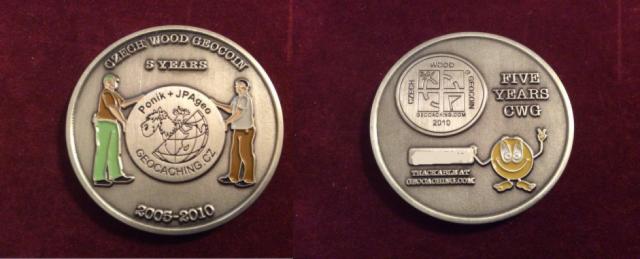 CZECH WOOD GEOCOIN
5 YEARS
Ponik + JPAgeo
GEOCACHING.CZ
2005-2010
WOOD
CZECH
GEOCOIN
GEOCACHING.COM
2010
FIVE
YEARS
CWG
TRACKABLE AT
GEOCACHING.COM